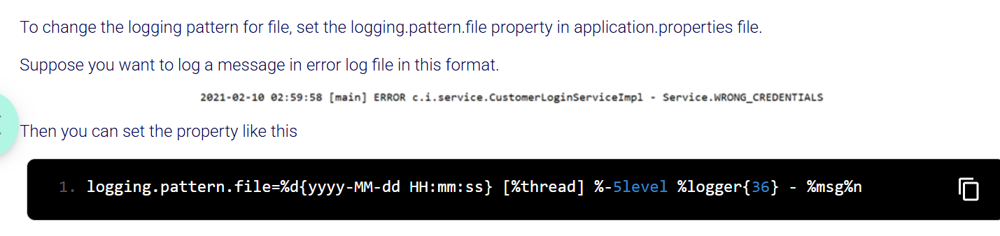 To change the logging pattern for file, set the logging.pattern.file property in application.properties file.
Suppose you want to log a message in error log file in this format.
2021-02-10 02:59:58 [main] ERROR c.i.service.CustomerLoginServiceImpl - Service.WRONG_CREDENTIALS
Then you can set the property like this
1. logging.pattern.file=%d{yyyy-MM-dd HH:mm:ss} [%thread] %-5level %logger{36} - %msg%n